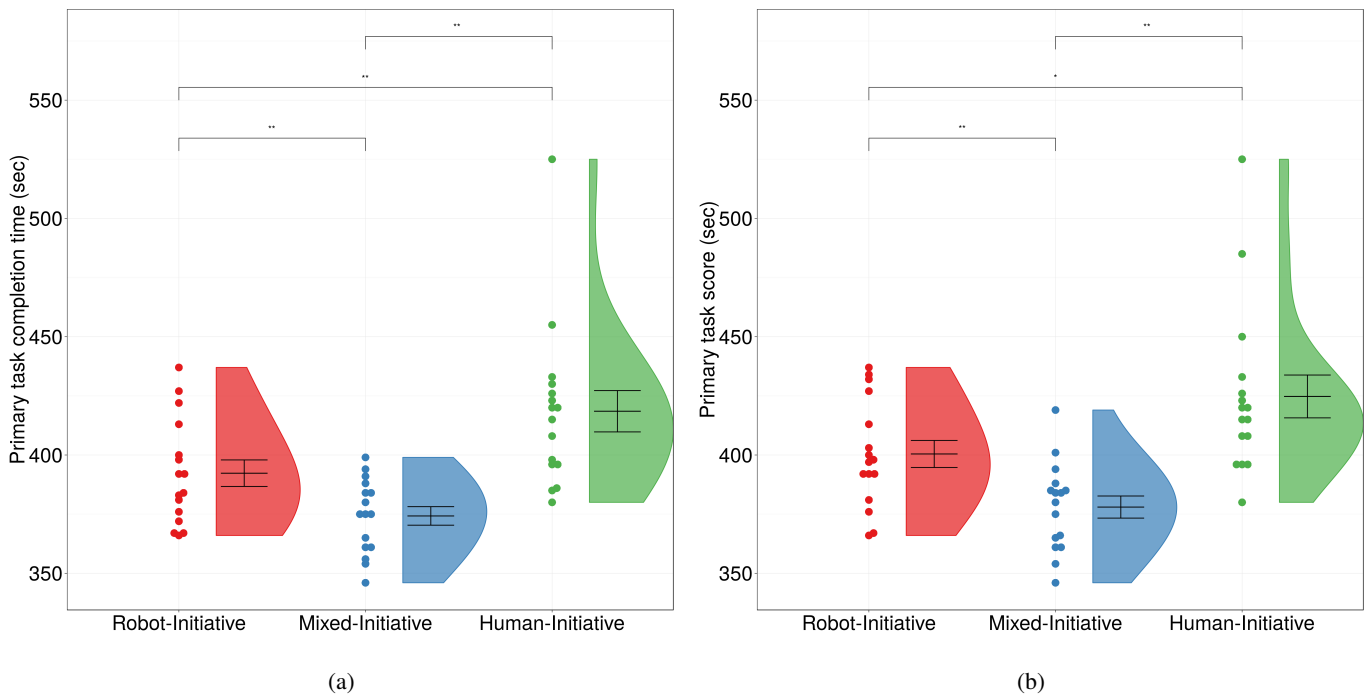 **
**
**
Primary task completion time (sec)
550
500
450
400
350
Robot-Initiative Mixed-Initiative Human-Initiative
(a)
**
*
**
Primary task score (sec)
550
500
450
400
350
Robot-Initiative Mixed-Initiative Human-Initiative
(b)